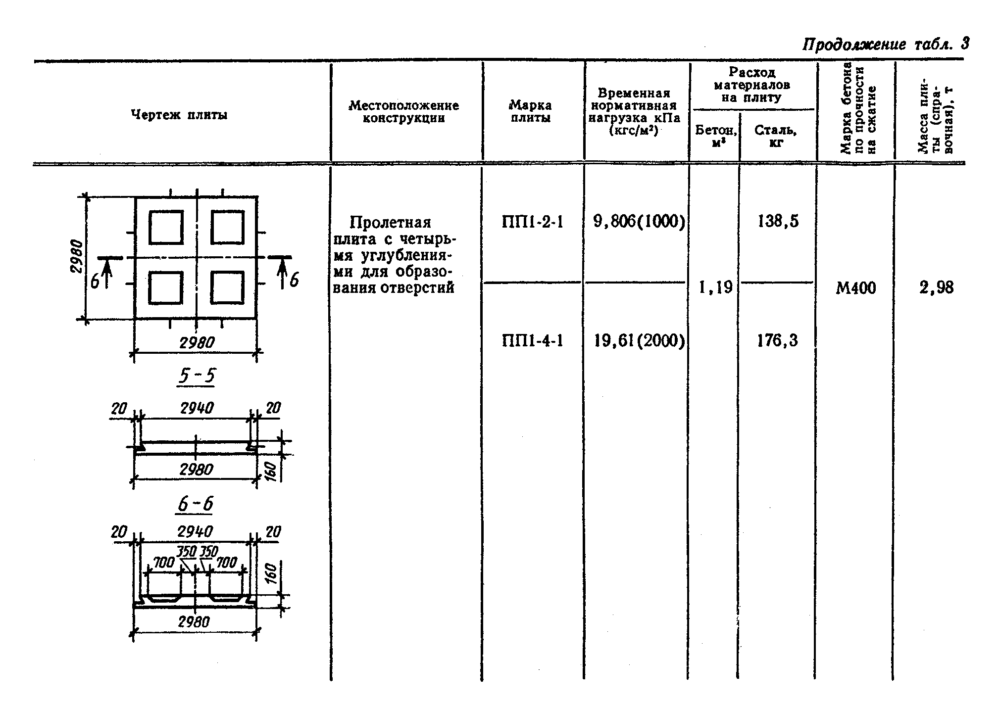 Продолжение табл. 3
Чертеж плиты
Местоположение
конструкции
Марка
плиты
Временная
нормативная
нагрузка кПа
(кгс/м²)
Расход
материалов
на плиту
Бетон,
м³
Сталь,
кг
Марка бетона
по прочности
на сжатие
Масса пли-
ты (спра-
вочная), т
2980
6
6
2980
5-5
20
2940
20
2980
160
6-6
20
2940
20
350
350
700
700
160
2980
Пролетная
плита с четырь-
мя углубления-
ми для образо-
вания отверстий
ПП1-2-1
9,806(1000)
138,5
1,19
М400
2,98
ПП1-4-1
19,61(2000)
176,3